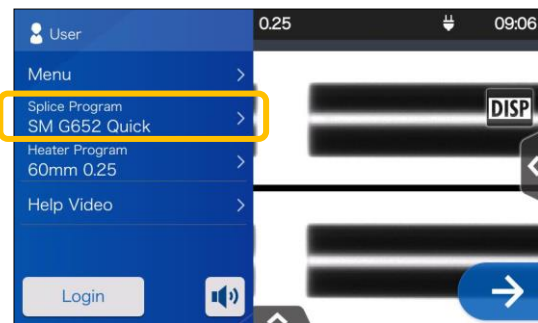 User
0.25
09:06
Menu
Splice Program
SM G652 Quick
DISP
Heater Program
60mm 0.25
Help Video
Login